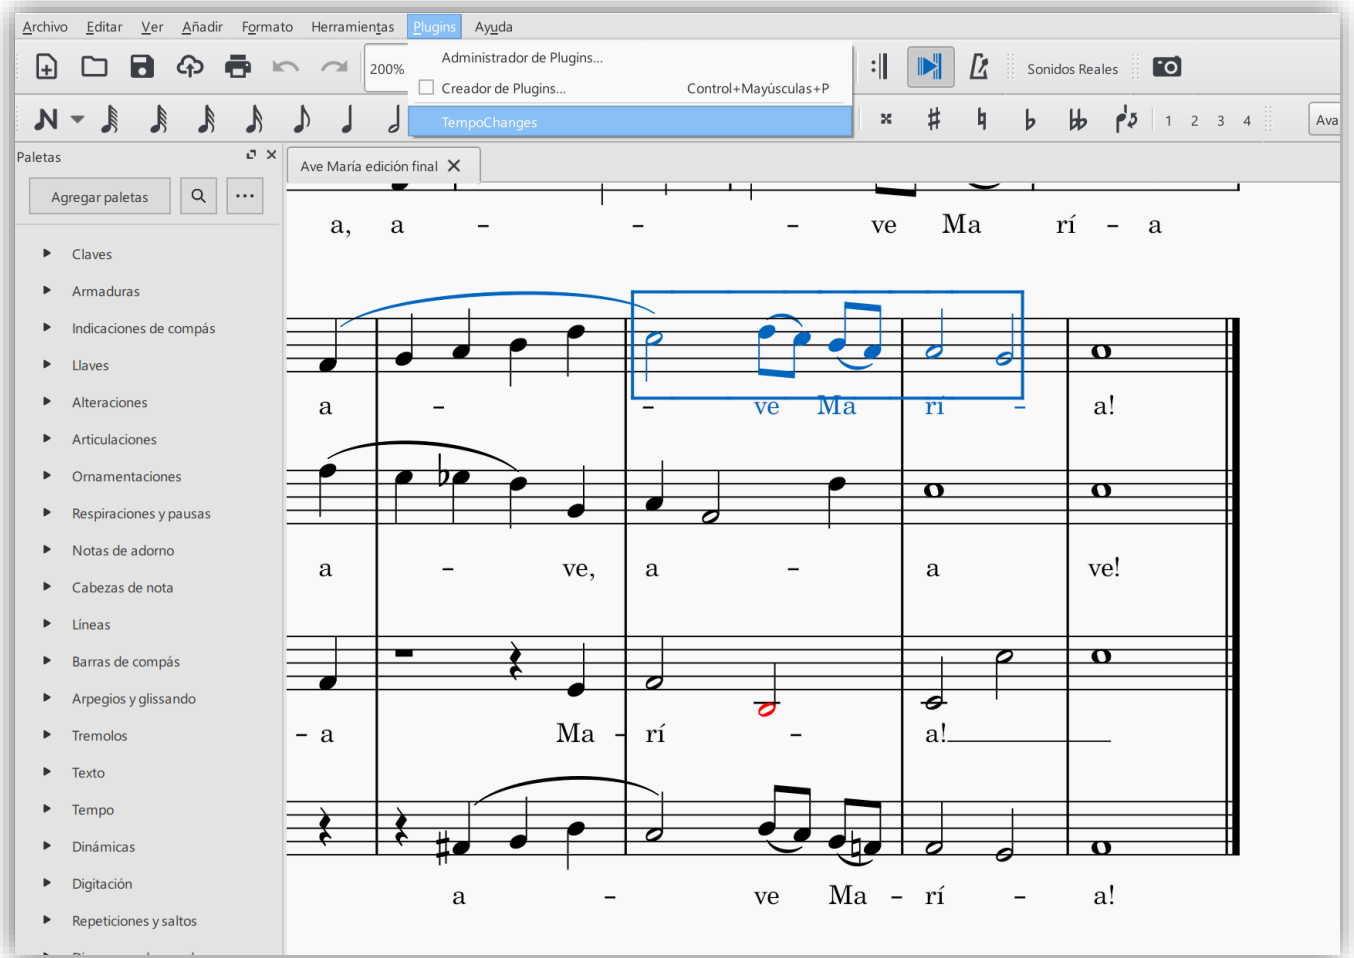 Archivo Editar Ver Añadir Formato Herramientas Plugins Ayuda
200%
Administrador de Plugins...
Creador de Plugins... Control+Mayúsculas+P
TempoChanges
Sonidos Reales
1 2 3 4
Ava
Paletas
Agregar paletas
...
Claves
Armaduras
Indicaciones de compás
Llaves
Alteraciones
Articulaciones
Ornamentaciones
Respiraciones y pausas
Notas de adorno
Cabezas de nota
Líneas
Barras de compás
Arpegios y glissando
Tremolos
Texto
Tempo
Dinámicas
Digitación
Repeticiones y saltos
Ave María edición final
a, a - - - ve Ma rí - a
a - - ve Ma rí - a!
a - ve, a - a ve!
- a Ma - rí - a!
a - ve Ma - rí - a!